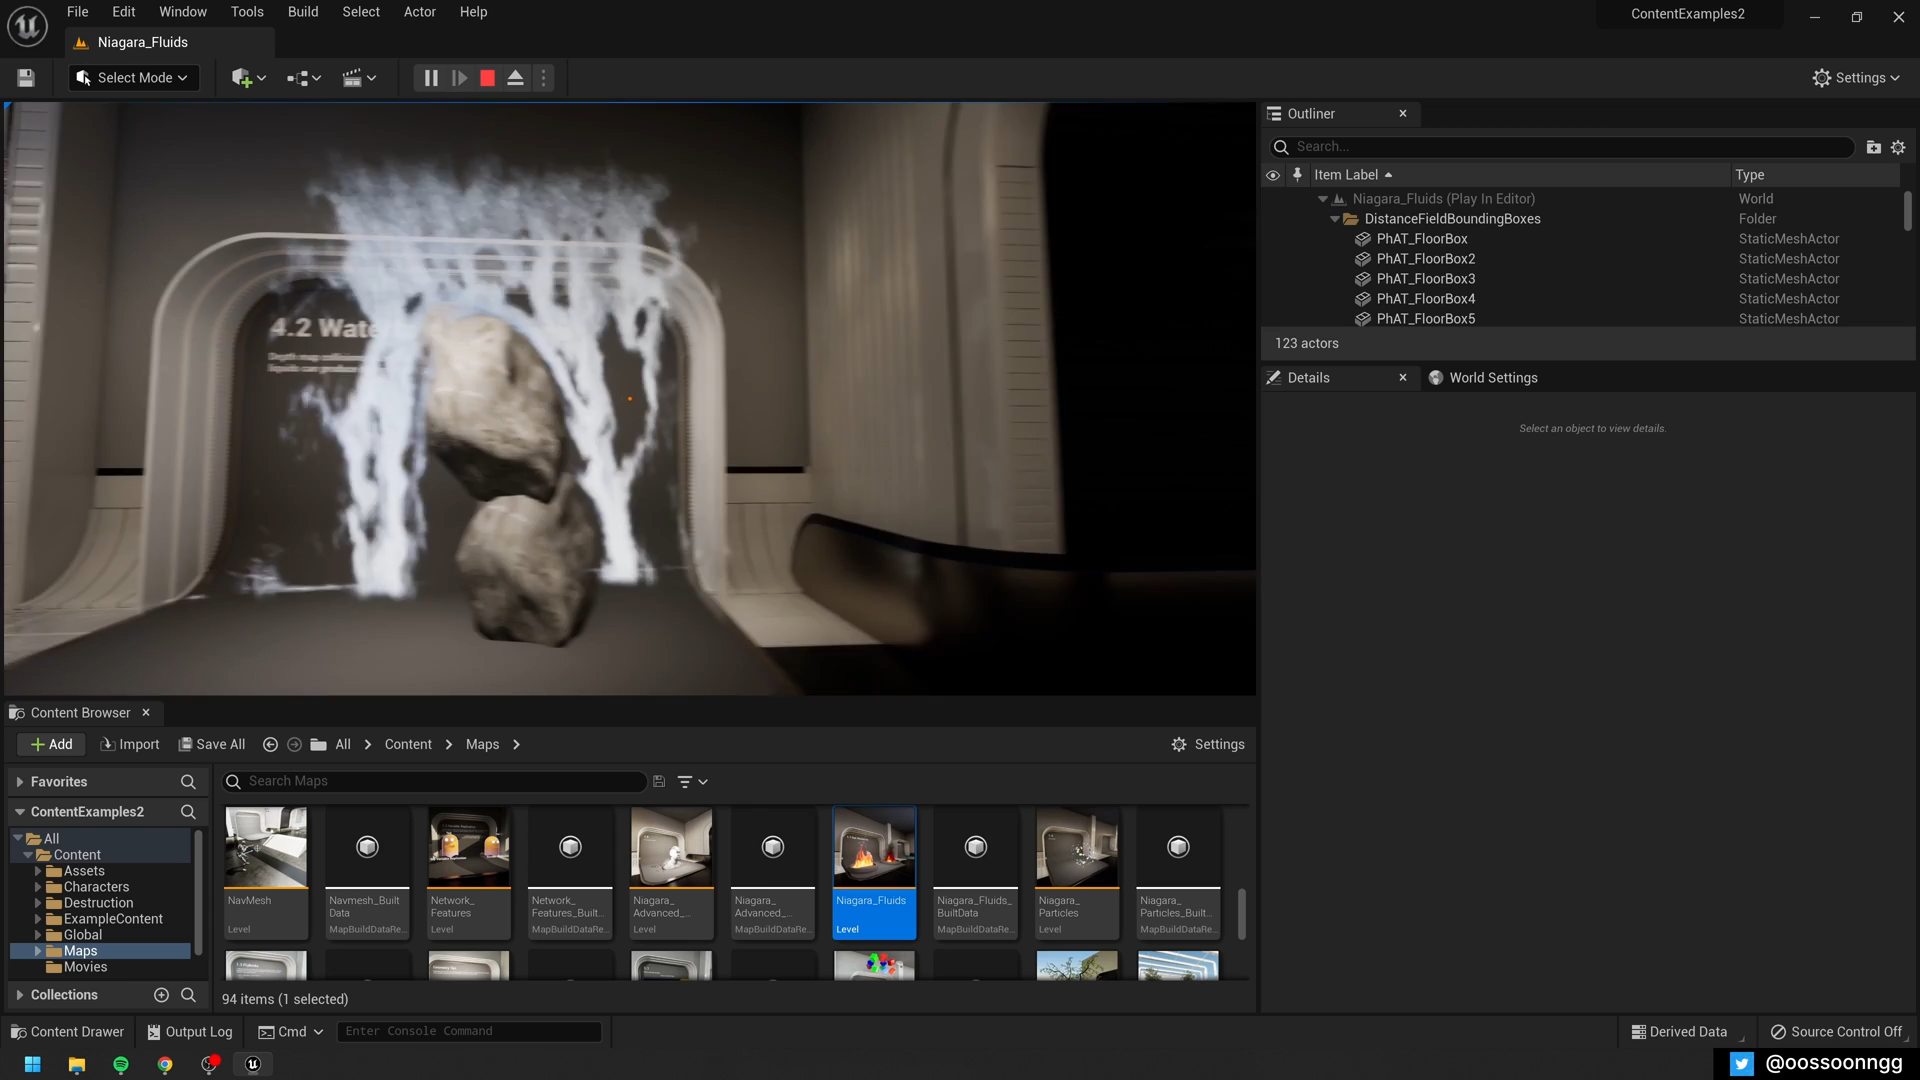 File Edit Window Tools Build Select Actor Help
ContentExamples2
Niagara_Fluids
Select Mode
Settings
Outliner
Search...
Item Label
Type
Niagara_Fluids (Play In Editor)
World
DistanceFieldBoundingBoxes
Folder
PhAT_FloorBox
StaticMeshActor
PhAT_FloorBox2
StaticMeshActor
PhAT_FloorBox3
StaticMeshActor
PhAT_FloorBox4
StaticMeshActor
PhAT_FloorBox5
StaticMeshActor
123 actors
Details
World Settings
Select an object to view details.
4.2 Wate
Depth map collision
liquids can produce
Content Browser
Add
Import
Save All
All
Content
Maps
Settings
Favorites
ContentExamples2
All
Content
Assets
Characters
Destruction
ExampleContent
Global
Maps
Movies
Collections
Search Maps
NavMesh
Level
Navmesh_Built
Data
MapBuildDataRe...
Network_
Features
Level
Network_
Features_Built...
MapBuildDataRe...
Niagara_
Advanced_...
Level
Niagara_
Advanced_...
MapBuildDataRe...
Niagara_Fluids
Level
Niagara_Fluids_
BuiltData
MapBuildDataRe...
Niagara_
Particles
Level
Niagara_
Particles_Built...
MapBuildDataRe...
94 items (1 selected)
Content Drawer
Output Log
Cmd
Enter Console Command
Derived Data
Source Control Off
@oossoonngg